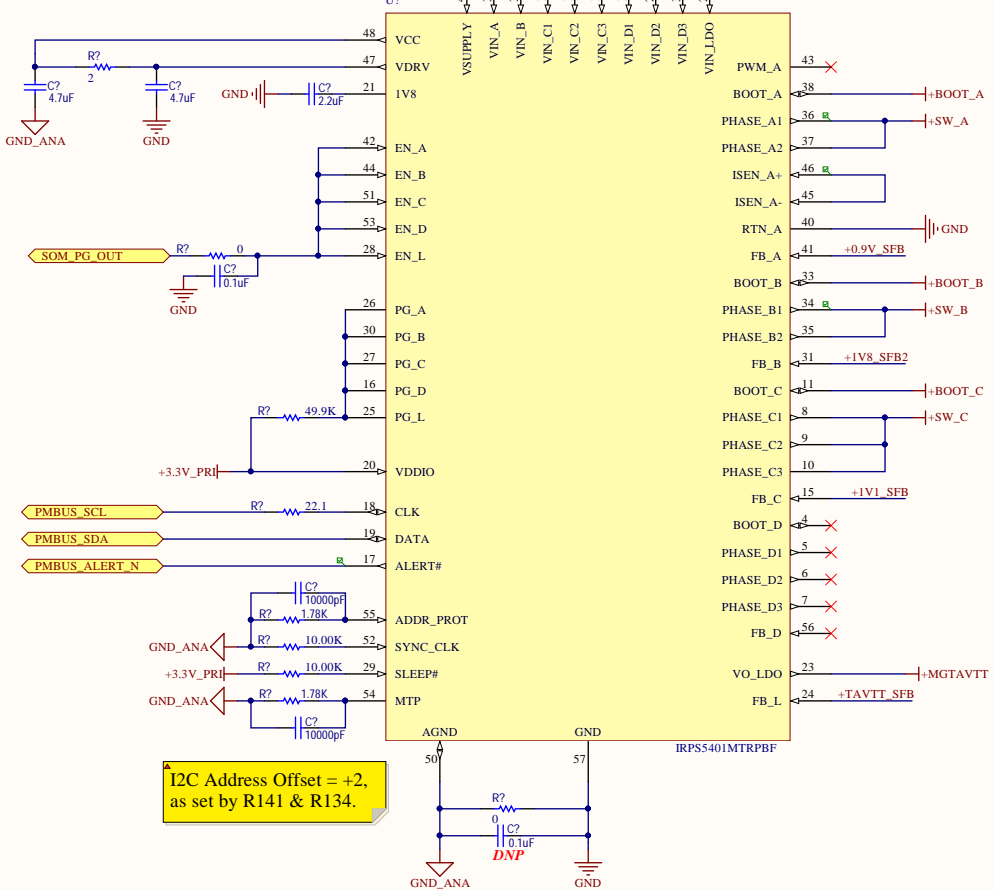 U?
VSUPPLY
VIN_A
VIN_B
VIN_C1
VIN_C2
VIN_C3
VIN_D1
VIN_D2
VIN_D3
VIN_LDO
48 VCC
R?
2
47 VDRV
C?
4.7uF
C?
4.7uF
GND_ANA
GND
GND C? 2.2uF 21 1V8
42 EN_A
44 EN_B
51 EN_C
53 EN_D
SOM_PG_OUT R? 0 28 EN_L
C?
0.1uF
GND
26 PG_A
30 PG_B
27 PG_C
16 PG_D
R? 49.9K 25 PG_L
+3.3V_PRI 20 VDDIO
PMBUS_SCL R? 22.1 18 CLK
PMBUS_SDA 19 DATA
PMBUS_ALERT_N 17 ALERT#
C?
10000pF
R? 1.78K 55 ADDR_PROT
GND_ANA R? 10.00K 52 SYNC_CLK
+3.3V_PRI R? 10.00K 29 SLEEP#
GND_ANA R? 1.78K 54 MTP
C?
10000pF
PWM_A 43
BOOT_A 38 +BOOT_A
PHASE_A1 36 +SW_A
PHASE_A2 37
ISEN_A+ 46
ISEN_A- 45
RTN_A 40 GND
FB_A 41 +0.9V_SFB
BOOT_B 33 +BOOT_B
PHASE_B1 34 +SW_B
PHASE_B2 35
FB_B 31 +1V8_SFB2
BOOT_C 11 +BOOT_C
PHASE_C1 8 +SW_C
PHASE_C2 9
PHASE_C3 10
FB_C 15 +1V1_SFB
BOOT_D 4
PHASE_D1 5
PHASE_D2 6
PHASE_D3 7
FB_D 56
VO_LDO 23 +MGTAVTT
FB_L 24 +TAVTT_SFB
AGND GND
IRPS5401MTRPBF
50 57
I2C Address Offset = +2,
as set by R141 & R134.
R?
0
C?
0.1uF
DNP
GND_ANA GND